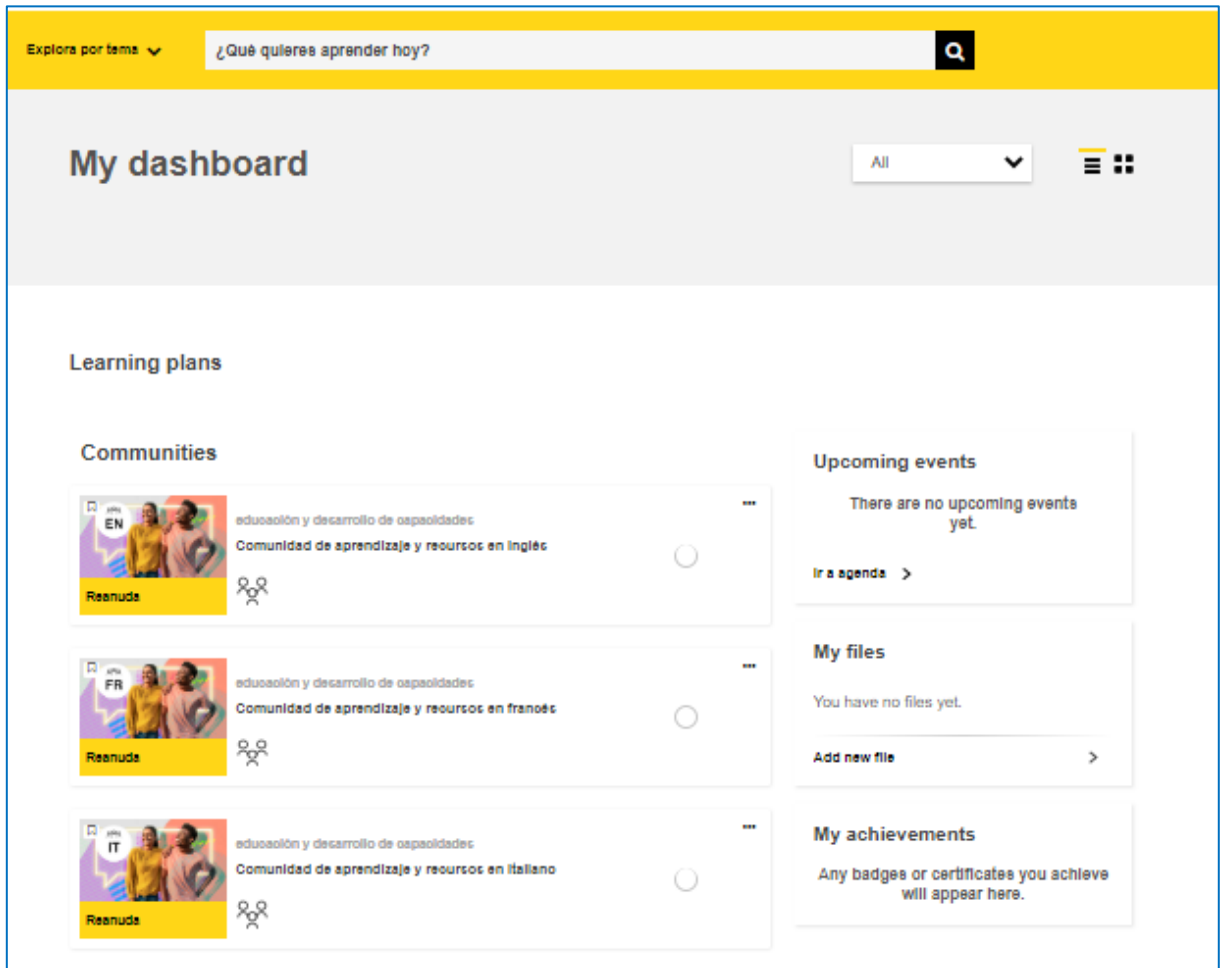 Explora por tema
¿Qué quieres aprender hoy?
My dashboard
All
Learning plans
Communities
EN
educación y desarrollo de capacidades
Comunidad de aprendizaje y recursos en inglés
Reanuda
FR
educación y desarrollo de capacidades
Comunidad de aprendizaje y recursos en francés
Reanuda
IT
educación y desarrollo de capacidades
Comunidad de aprendizaje y recursos en italiano
Reanuda
Upcoming events
There are no upcoming events
yet.
Ir a agenda
My files
You have no files yet.
Add new file
My achievements
Any badges or certificates you achieve
will appear here.